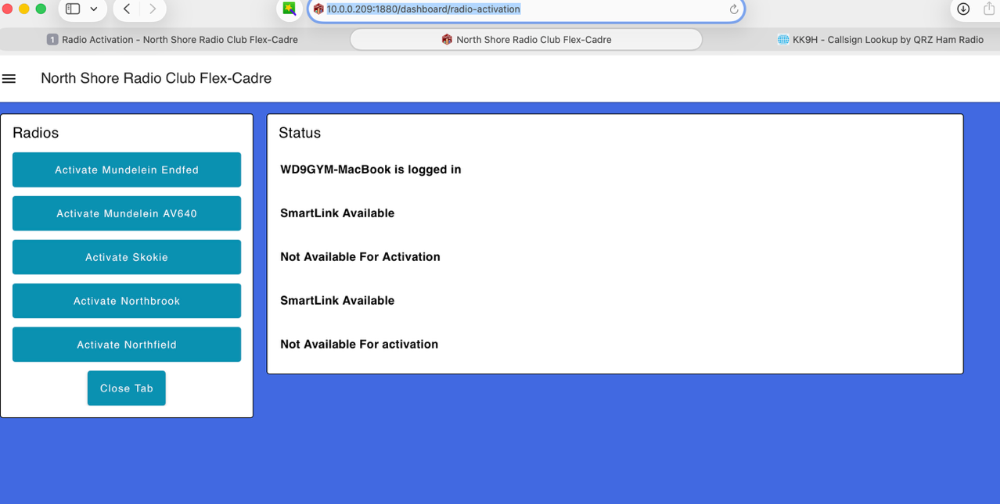 10.0.0.209:1880/dashboard/radio-activation
1 Radio Activation - North Shore Radio Club Flex-Cadre
North Shore Radio Club Flex-Cadre
KK9H - Callsign Lookup by QRZ Ham Radio
North Shore Radio Club Flex-Cadre
Radios
Activate Mundelein Endfed
Activate Mundelein AV640
Activate Skokie
Activate Northbrook
Activate Northfield
Close Tab
Status
WD9GYM-MacBook is logged in
SmartLink Available
Not Available For Activation
SmartLink Available
Not Available For activation